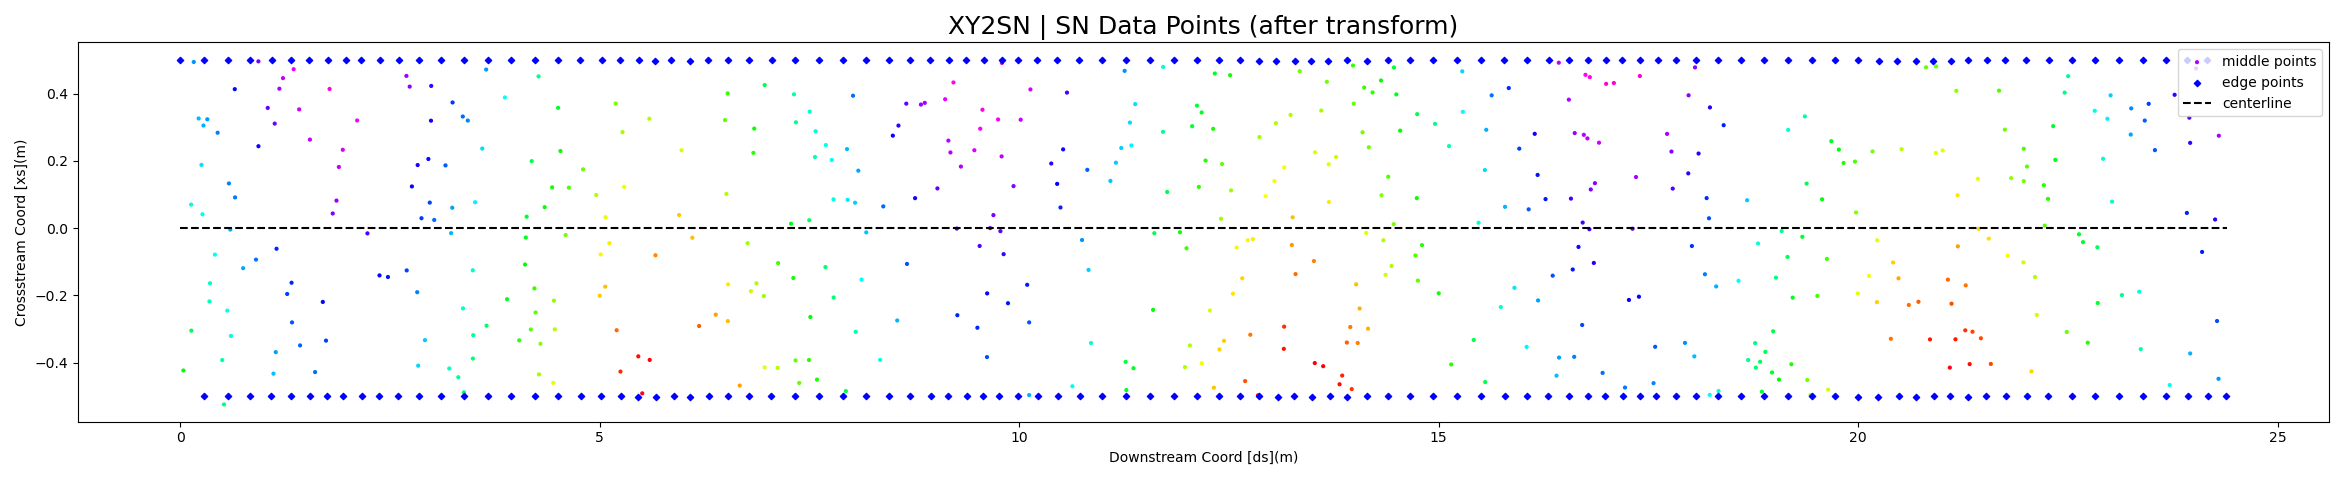 XY2SN | SN Data Points (after transform)
middle points
edge points
centerline
Crossstream Coord [xs](m)
0.4
0.2
0.0
−0.2
−0.4
0 5 10 15 20 25
Downstream Coord [ds](m)